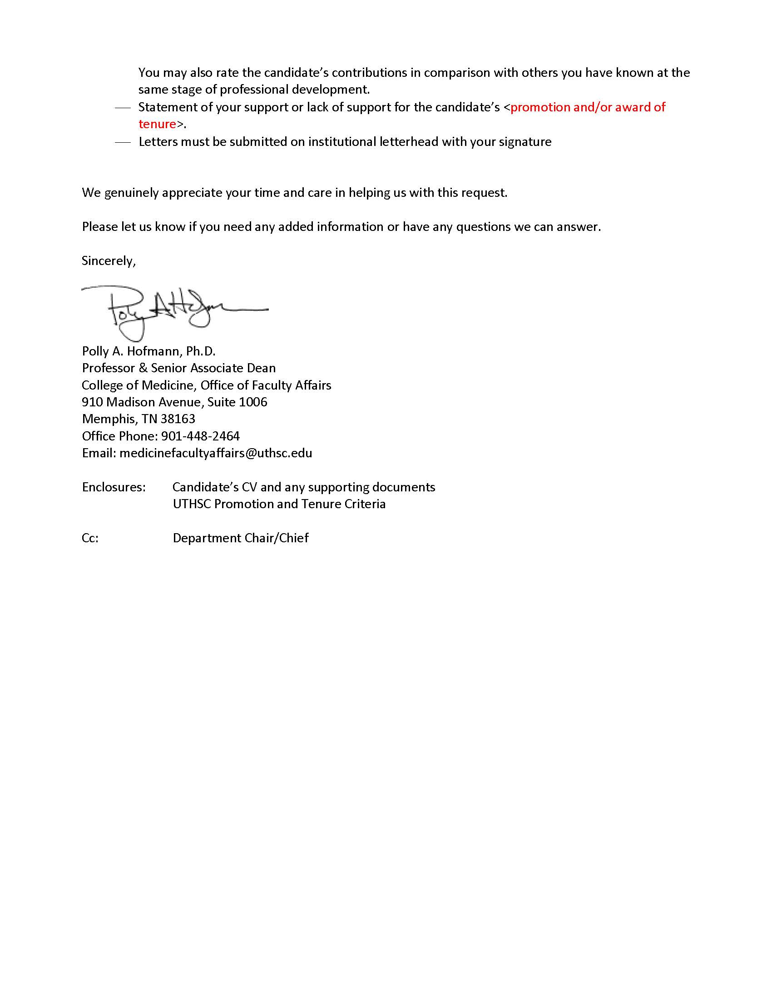 You may also rate the candidate’s contributions in comparison with others you have known at the
same stage of professional development.
— Statement of your support or lack of support for the candidate’s <promotion and/or award of
tenure>.
— Letters must be submitted on institutional letterhead with your signature
We genuinely appreciate your time and care in helping us with this request.
Please let us know if you need any added information or have any questions we can answer.
Sincerely,
Polly A. Hofmann, Ph.D.
Professor & Senior Associate Dean
College of Medicine, Office of Faculty Affairs
910 Madison Avenue, Suite 1006
Memphis, TN 38163
Office Phone: 901-448-2464
Email: medicinefacultyaffairs@uthsc.edu
Enclosures: Candidate’s CV and any supporting documents
UTHSC Promotion and Tenure Criteria
Cc: Department Chair/Chief